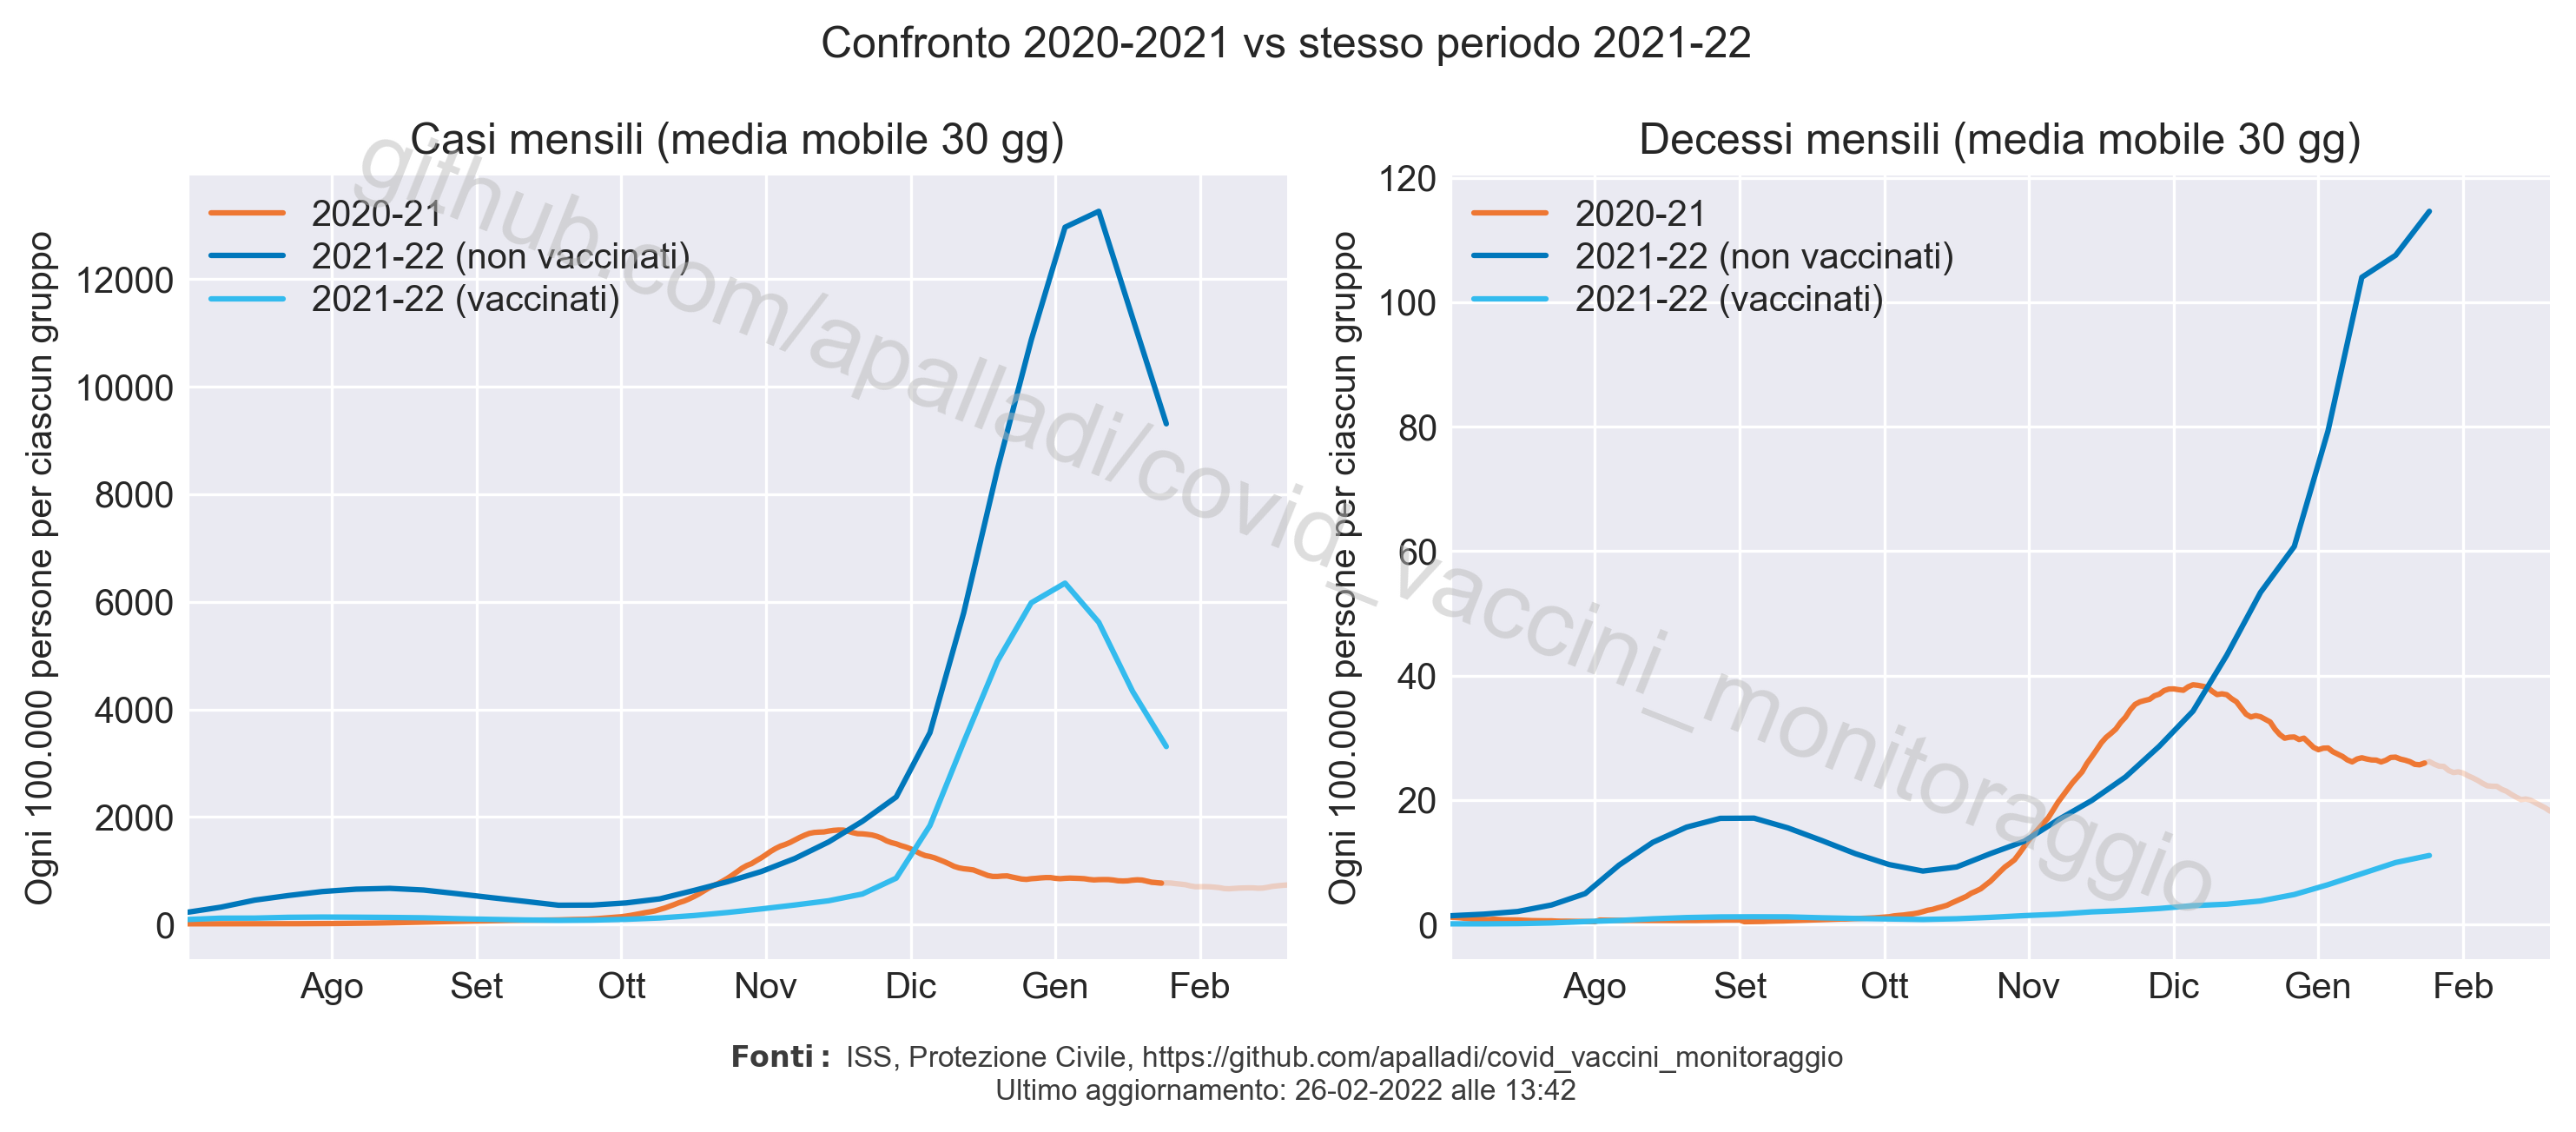 Confronto 2020-2021 vs stesso periodo 2021-22
Casi mensili (media mobile 30 gg)
Ogni 100.000 persone per ciascun gruppo
2020-21
2021-22 (non vaccinati)
2021-22 (vaccinati)
12000
10000
8000
6000
4000
2000
0
Ago Set Ott Nov Dic Gen Feb
Decessi mensili (media mobile 30 gg)
Ogni 100.000 persone per ciascun gruppo
2020-21
2021-22 (non vaccinati)
2021-22 (vaccinati)
120
100
80
60
40
20
0
Ago Set Ott Nov Dic Gen Feb
github.com/apalladi/covid_vaccini_monitoraggio
Fonti: ISS, Protezione Civile, https://github.com/apalladi/covid_vaccini_monitoraggio
Ultimo aggiornamento: 26-02-2022 alle 13:42